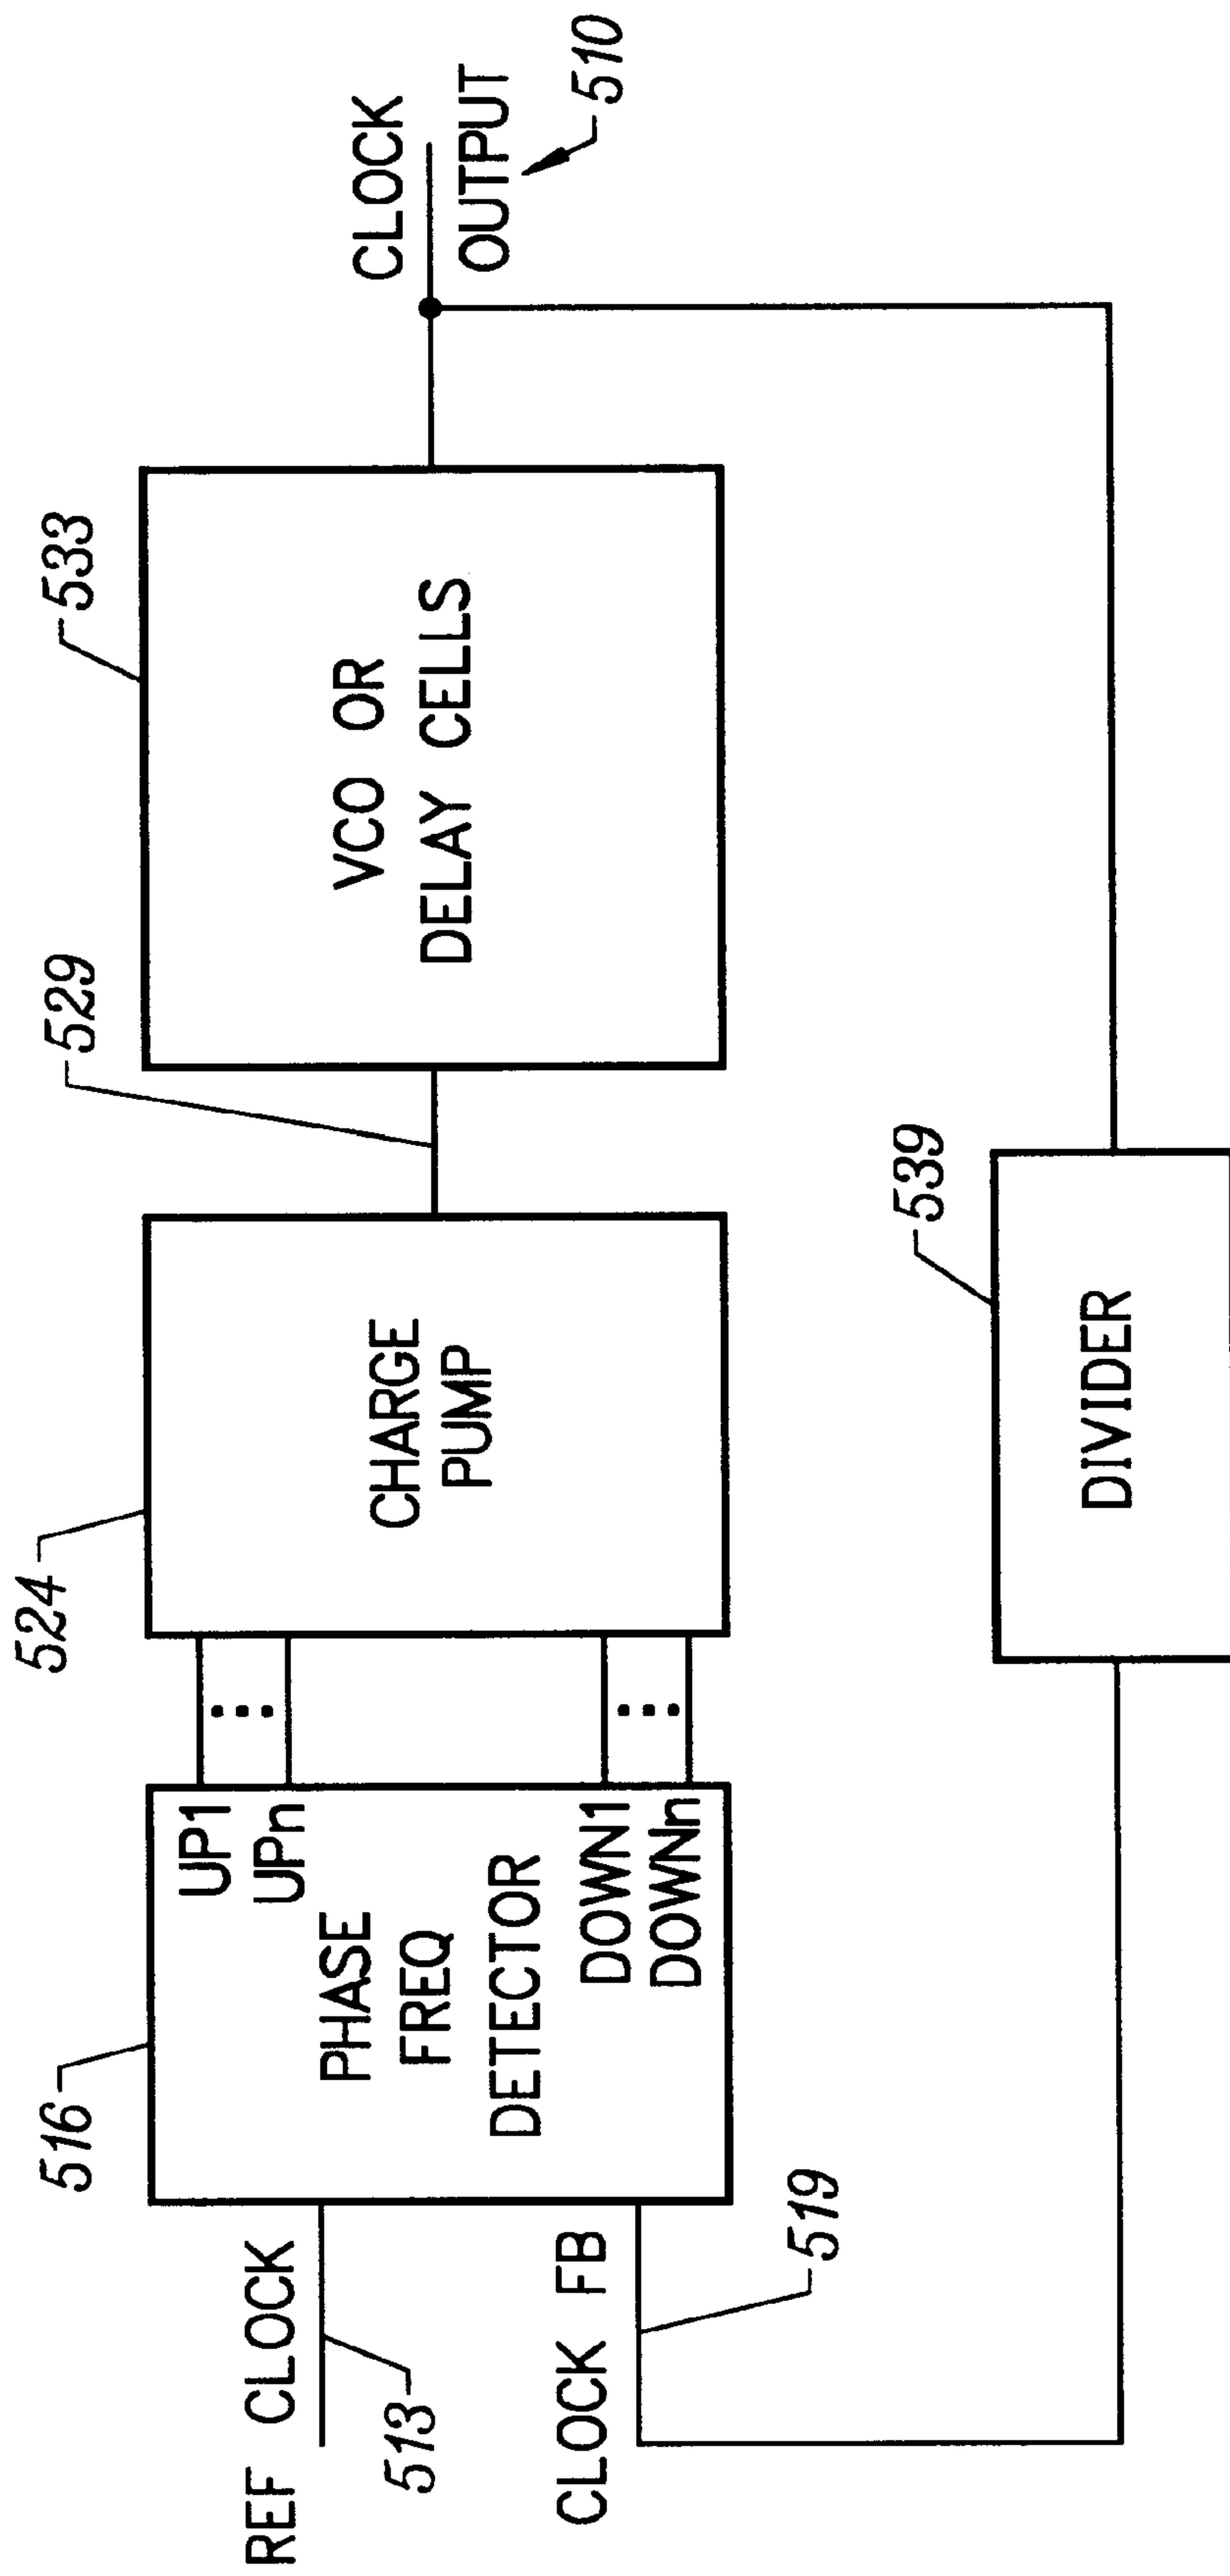 516
524
529
533
UP1
UPn
PHASE
FREQ
DETECTOR
DOWN1
DOWNn
CHARGE
PUMP
VCO OR
DELAY CELLS
REF CLOCK
513
CLOCK FB
519
CLOCK
OUTPUT
510
539
DIVIDER